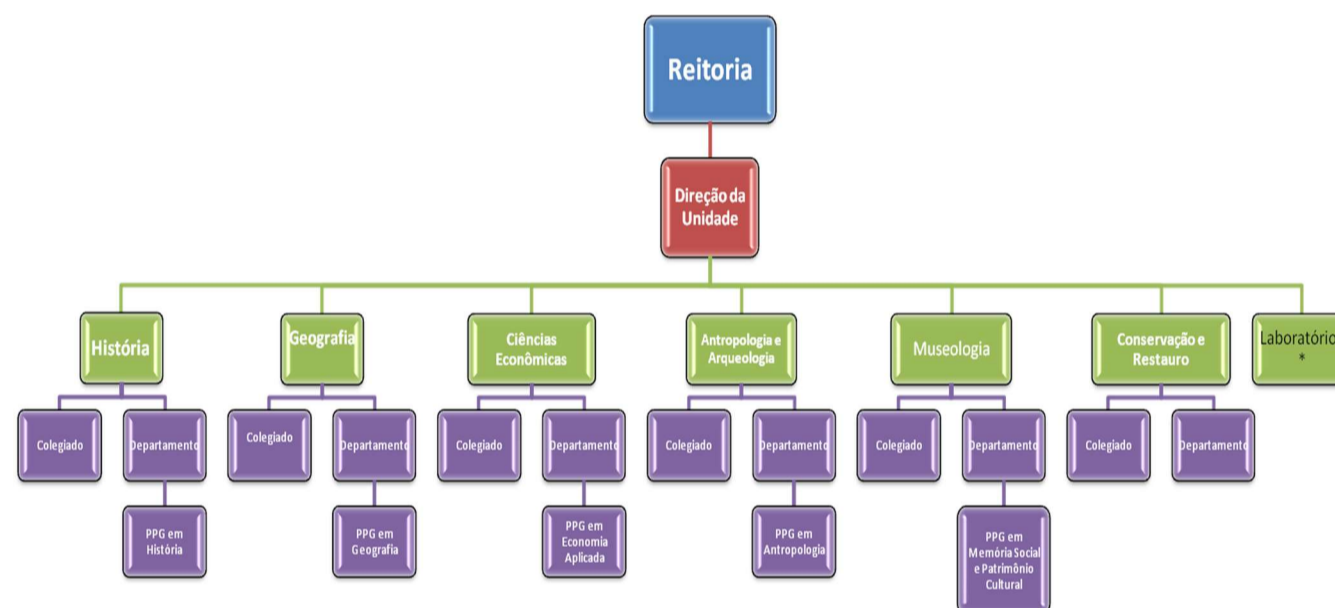 Reitoria
Direção da
Unidade
História
Geografia
Ciências
Econômicas
Antropologia e
Arqueologia
Museologia
Conservação e
Restauro
Laboratório
*
Colegiado
Departamento
Colegiado
Departamento
Colegiado
Departamento
Colegiado
Departamento
Colegiado
Departamento
Colegiado
Departamento
PPG em
História
PPG em
Geografia
PPG em
Economia
Aplicada
PPG em
Antropologia
PPG em
Memória Social
e Patrimônio
Cultural